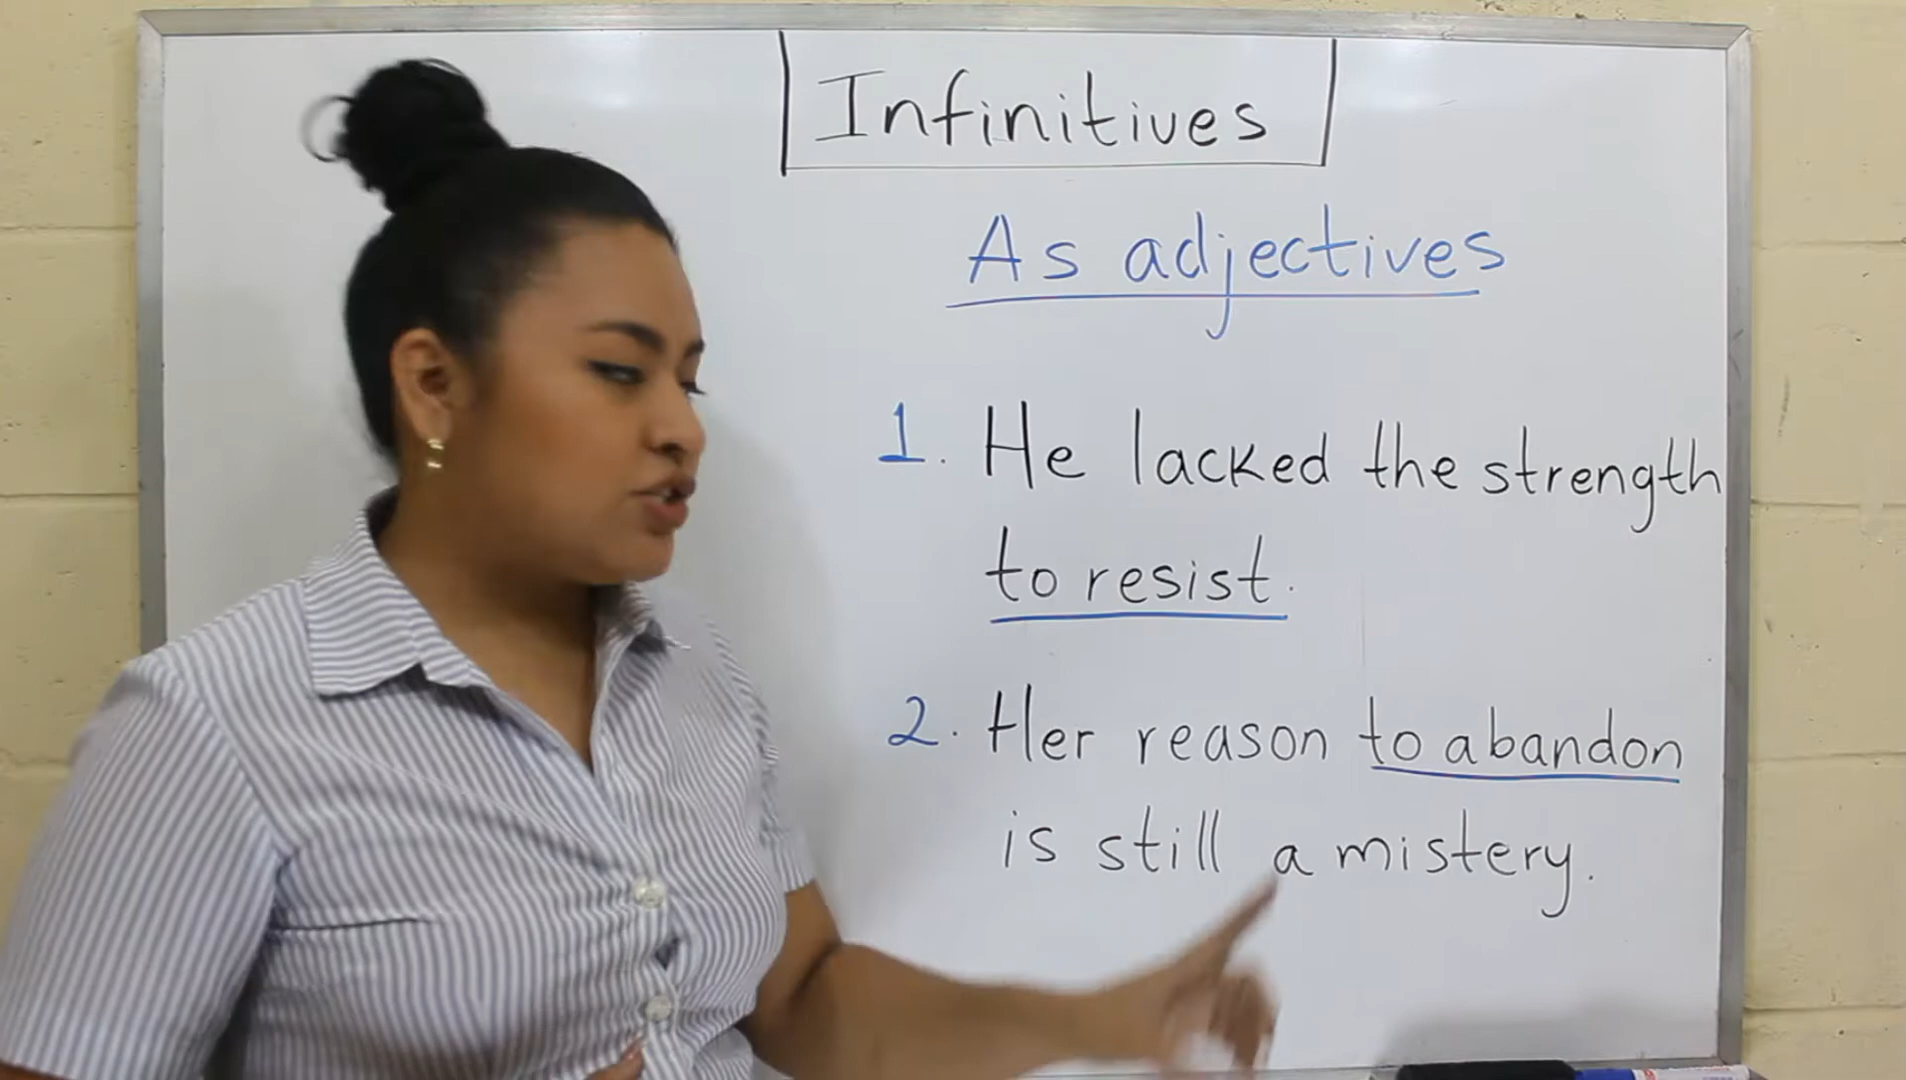 Infinitives
As adjectives
1. He lacked the strength
to resist.
2. Her reason to abandon
is still a mistery.